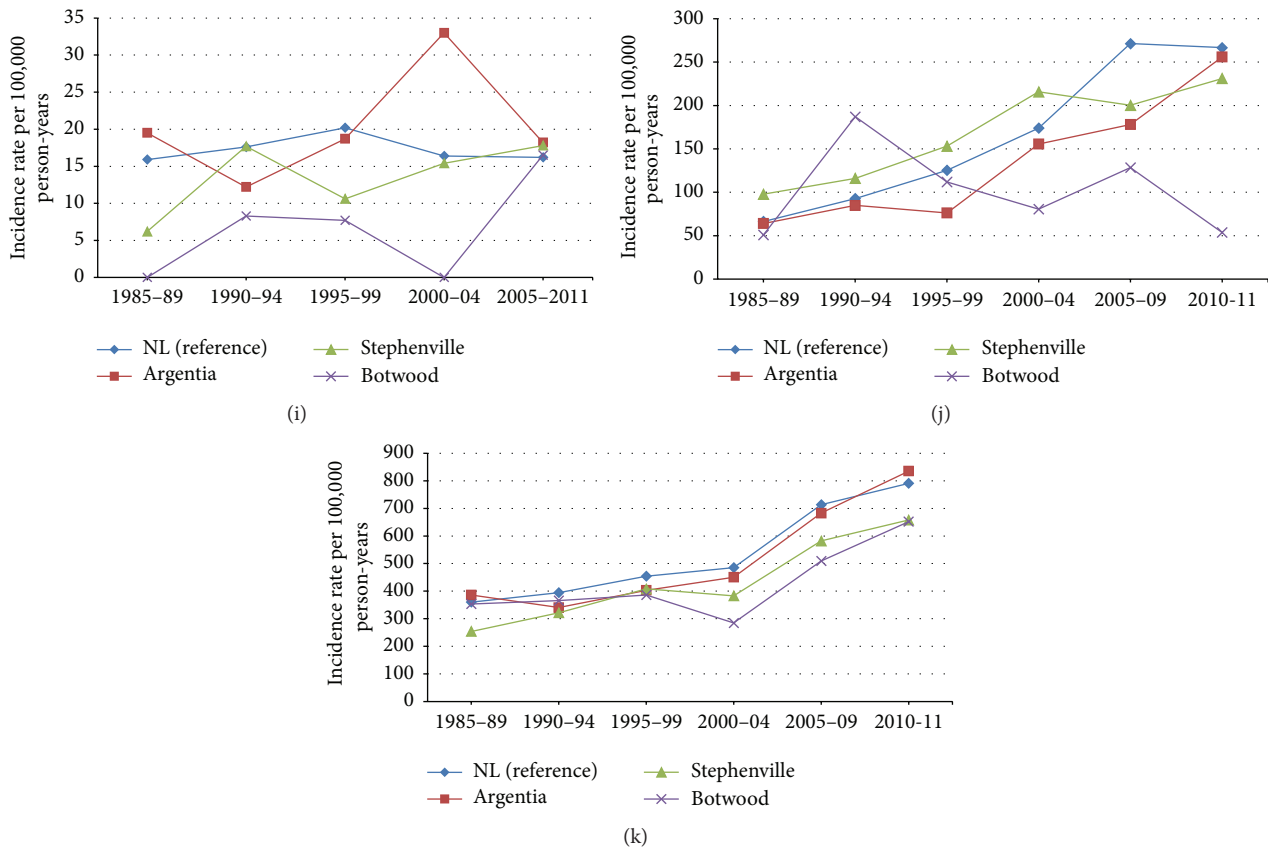 Incidence rate per 100,000
person-years
35
30
25
20
15
10
5
0
1985–89
1990–94
1995–99
2000–04
2005–2011
NL (reference)
Argentia
Stephenville
Botwood
(i)
Incidence rate per 100,000
person-years
300
250
200
150
100
50
0
1985–89
1990–94
1995–99
2000–04
2005–09
2010-11
NL (reference)
Argentia
Stephenville
Botwood
(j)
Incidence rate per 100,000
person-years
900
800
700
600
500
400
300
200
100
0
1985–89
1990–94
1995–99
2000–04
2005–09
2010-11
NL (reference)
Argentia
Stephenville
Botwood
(k)